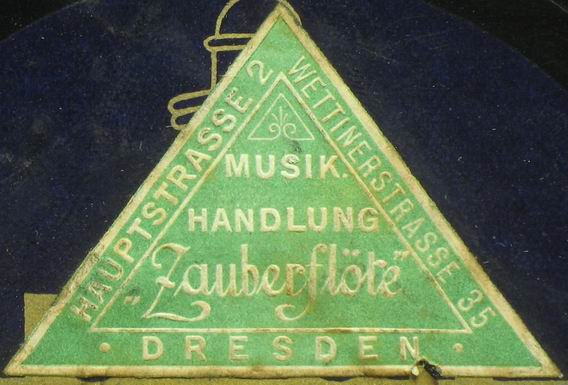 HAUPTSTRASSE 2
WETTINERSTRASSE 35
MUSIK.
HANDLUNG
„Zauberflöte”
· DRESDEN ·